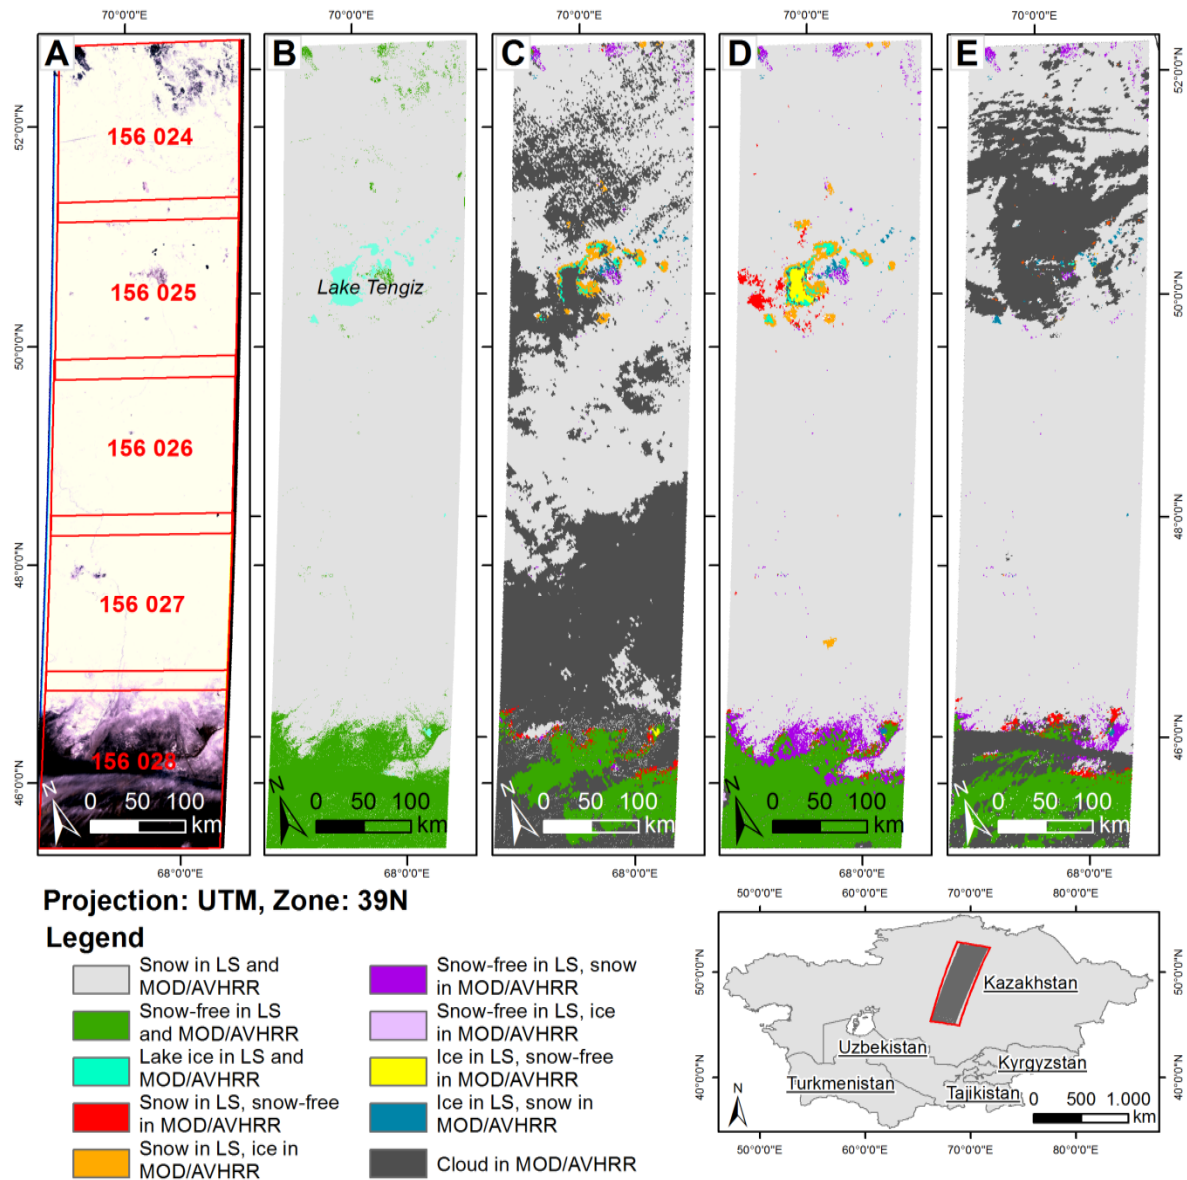 70°0'0"E 70°0'0"E 70°0'0"E 70°0'0"E 70°0'0"E
A B C D E
52°0'0"N
52°0'0"N
50°0'0"N
50°0'0"N
48°0'0"N
48°0'0"N
46°0'0"N
46°0'0"N
156 024
156 025
156 026
156 027
156 028
Lake Tengiz
N N N N N
0 50 100 0 50 100 0 50 100 0 50 100 0 50 100
km km km km km
68°0'0"E 68°0'0"E 68°0'0"E 68°0'0"E 68°0'0"E
Projection: UTM, Zone: 39N
Legend
Snow in LS and
MOD/AVHRR
Snow-free in LS
and MOD/AVHRR
Lake ice in LS and
MOD/AVHRR
Snow in LS, snow-free
in MOD/AVHRR
Snow in LS, ice in
MOD/AVHRR
Snow-free in LS, snow
in MOD/AVHRR
Snow-free in LS, ice
in MOD/AVHRR
Ice in LS, snow-free
in MOD/AVHRR
Ice in LS, snow in
MOD/AVHRR
Cloud in MOD/AVHRR
50°0'0"E 60°0'0"E 70°0'0"E 80°0'0"E
50°0'0"N
50°0'0"N
40°0'0"N
40°0'0"N
Kazakhstan
Uzbekistan
Kyrgyzstan
Turkmenistan
Tajikistan
N
0 500 1.000
km
50°0'0"E 60°0'0"E 70°0'0"E 80°0'0"E